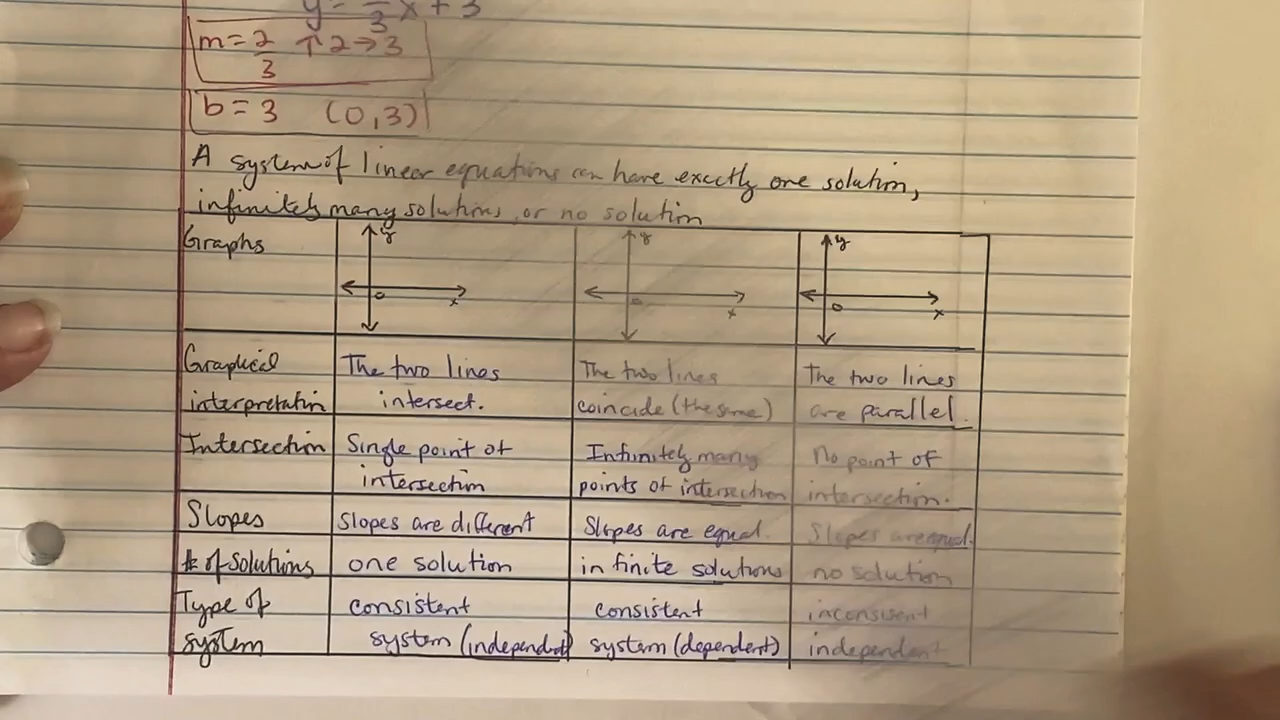 y = 2/3 x + 3
m = 2/3 ↑2→3
b = 3 (0,3)
A system of linear equations can have exactly one solution,
infinitely many solutions, or no solution
Graphs y y y
o x o x o x
Graphical The two lines The two lines The two lines
interpretation intersect. coincide (the same) are parallel.
Intersection Single point of Infinitely many No point of
intersection points of intersection intersection.
Slopes Slopes are different Slopes are equal. Slopes are equal.
# of Solutions one solution infinite solutions no solution
Type of consistent consistent inconsisent
system system (independent) system (dependent) independent